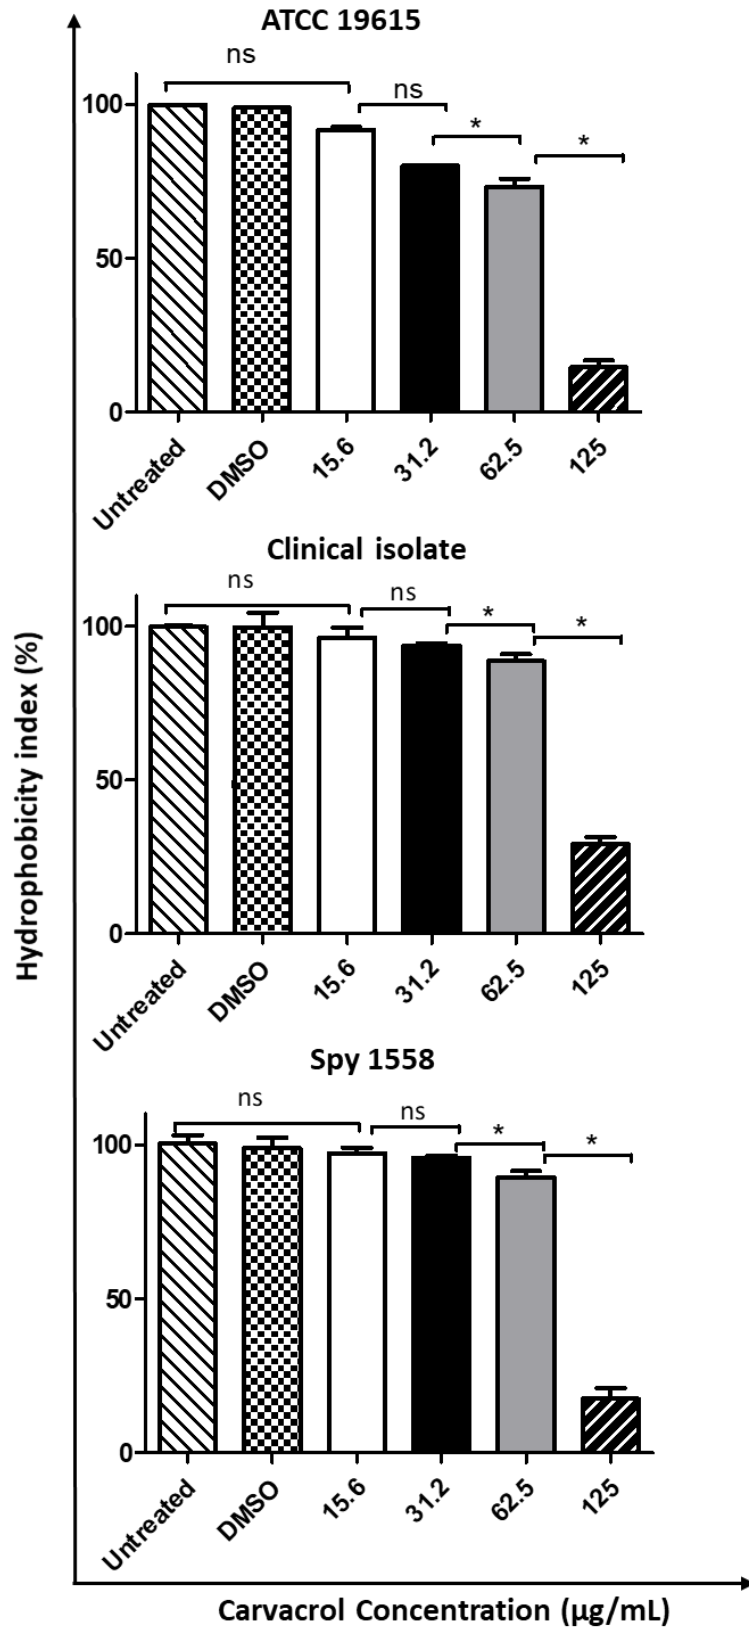 ATCC 19615
ns
ns
*
*
100
50
0
Untreated
DMSO
15.6
31.2
62.5
125
Clinical isolate
ns
ns
*
*
100
50
0
Untreated
DMSO
15.6
31.2
62.5
125
Spy 1558
ns
ns
*
*
100
50
0
Untreated
DMSO
15.6
31.2
62.5
125
Hydrophobicity index (%)
Carvacrol Concentration (µg/mL)